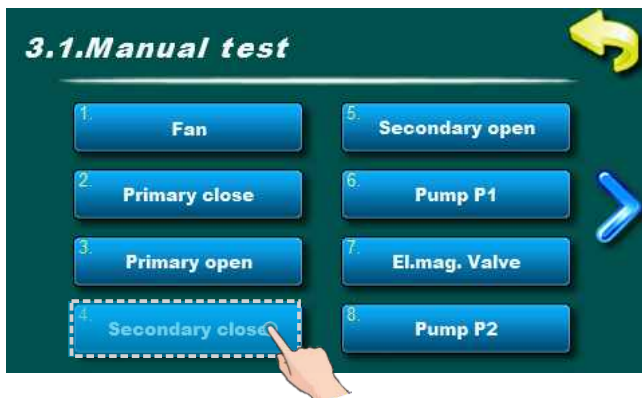 3.1.Manual test
1. Fan
2. Primary close
3. Primary open
4. Secondary close
5. Secondary open
6. Pump P1
7. El.mag. Valve
8. Pump P2